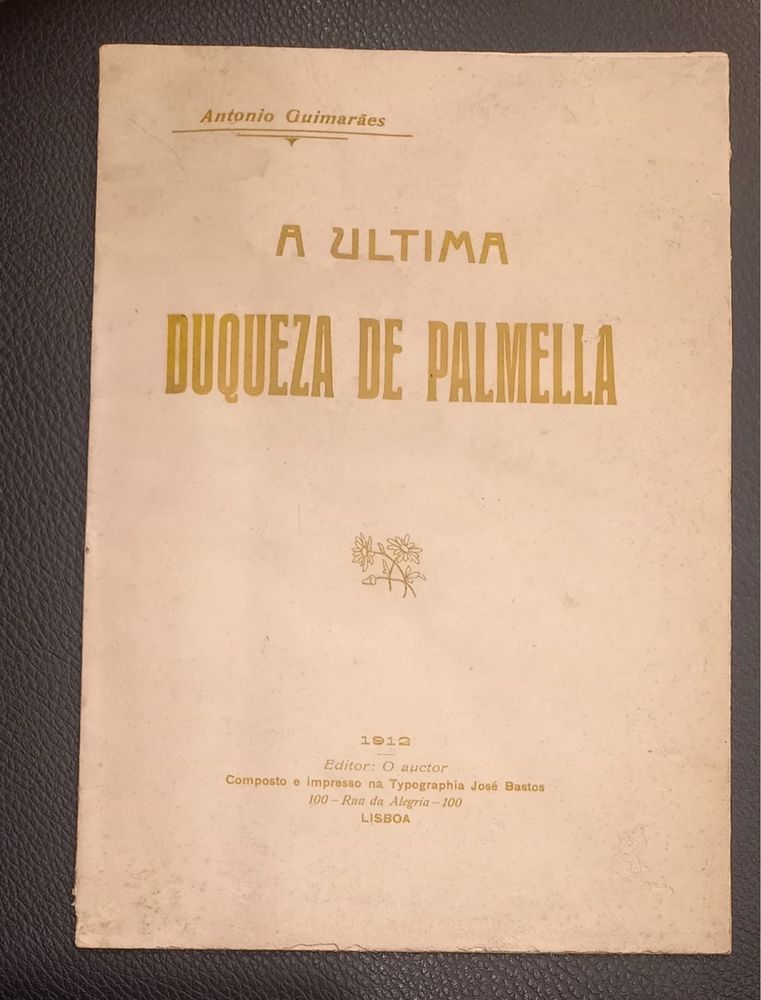 Antonio Guimarães
A ULTIMA
DUQUEZA DE PALMELLA
1912
Editor: O auctor
Composto e impresso na Typographia José Bastos
100 – Rua da Alegria – 100
LISBOA